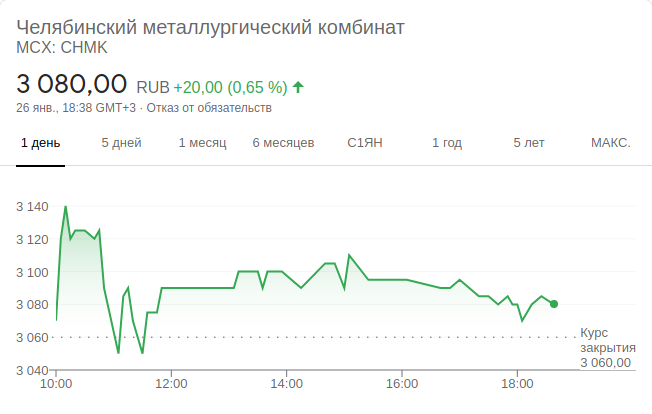 Челябинский металлургический комбинат
MCX: CHMK
3 080,00 RUB +20,00 (0,65 %)
26 янв., 18:38 GMT+3 · Отказ от обязательств
1 день 5 дней 1 месяц 6 месяцев С1ЯН 1 год 5 лет МАКС.
3 140
3 120
3 100
3 080
3 060
3 040
Курс
закрытия
3 060,00
10:00 12:00 14:00 16:00 18:00